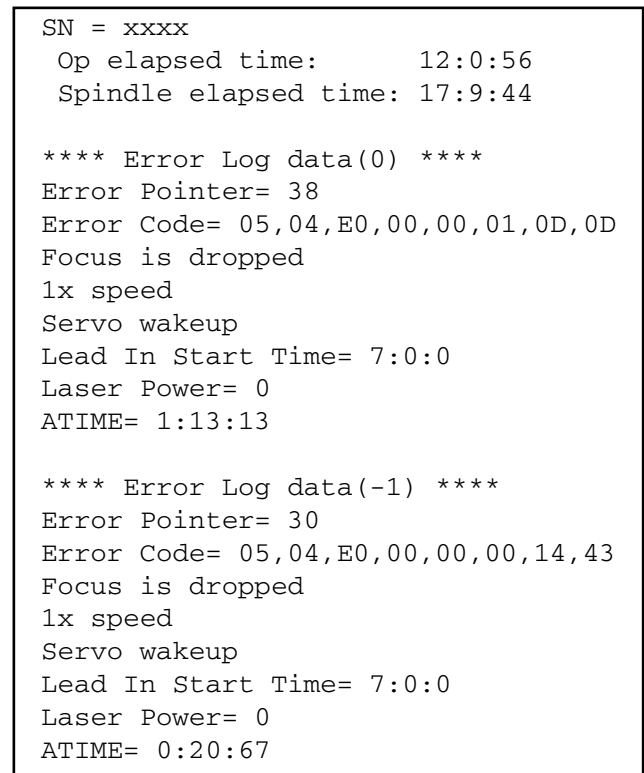 SN = xxxx
Op elapsed time: 12:0:56
Spindle elapsed time: 17:9:44
**** Error Log data(0) ****
Error Pointer= 38
Error Code= 05,04,E0,00,00,01,0D,0D
Focus is dropped
1x speed
Servo wakeup
Lead In Start Time= 7:0:0
Laser Power= 0
ATIME= 1:13:13
**** Error Log data(-1) ****
Error Pointer= 30
Error Code= 05,04,E0,00,00,00,14,43
Focus is dropped
1x speed
Servo wakeup
Lead In Start Time= 7:0:0
Laser Power= 0
ATIME= 0:20:67